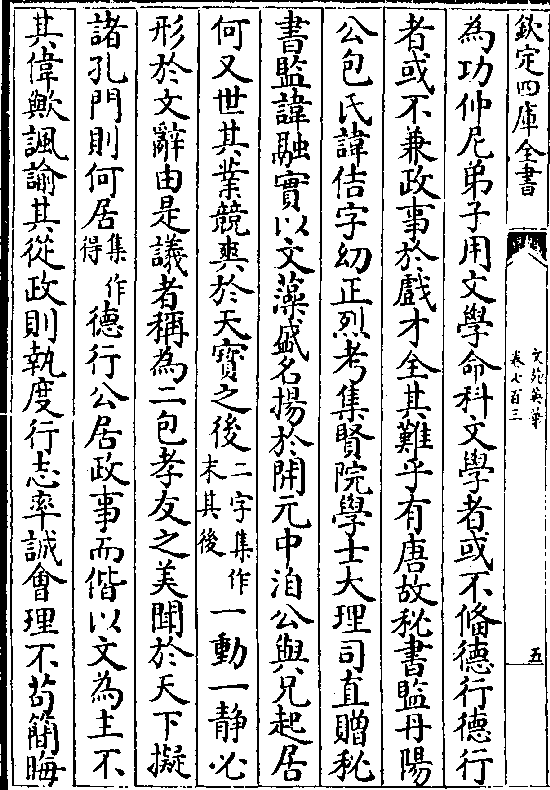 欽定四庫全書
文苑英華
卷七百三
五
為功仲尼弟子用文學命科文學者或不偹德行德行
者或不兼政事於戲才全其難乎有唐故秘書監丹陽
公包氏諱佶字幼正烈考集賢院學士大理司直贈秘
書監諱融實以文藻盛名揚於開元中洎公與兄起居
何又世其業競爽於天寶之後二字集作末其後一動一靜必
形於文辭由是議者稱為二包孝友之美聞於天下擬
諸孔門則何居集作得德行公居政事而偕以文為主不
其偉歟諷諭其從政則執度行志率誠會理不茍簡晦